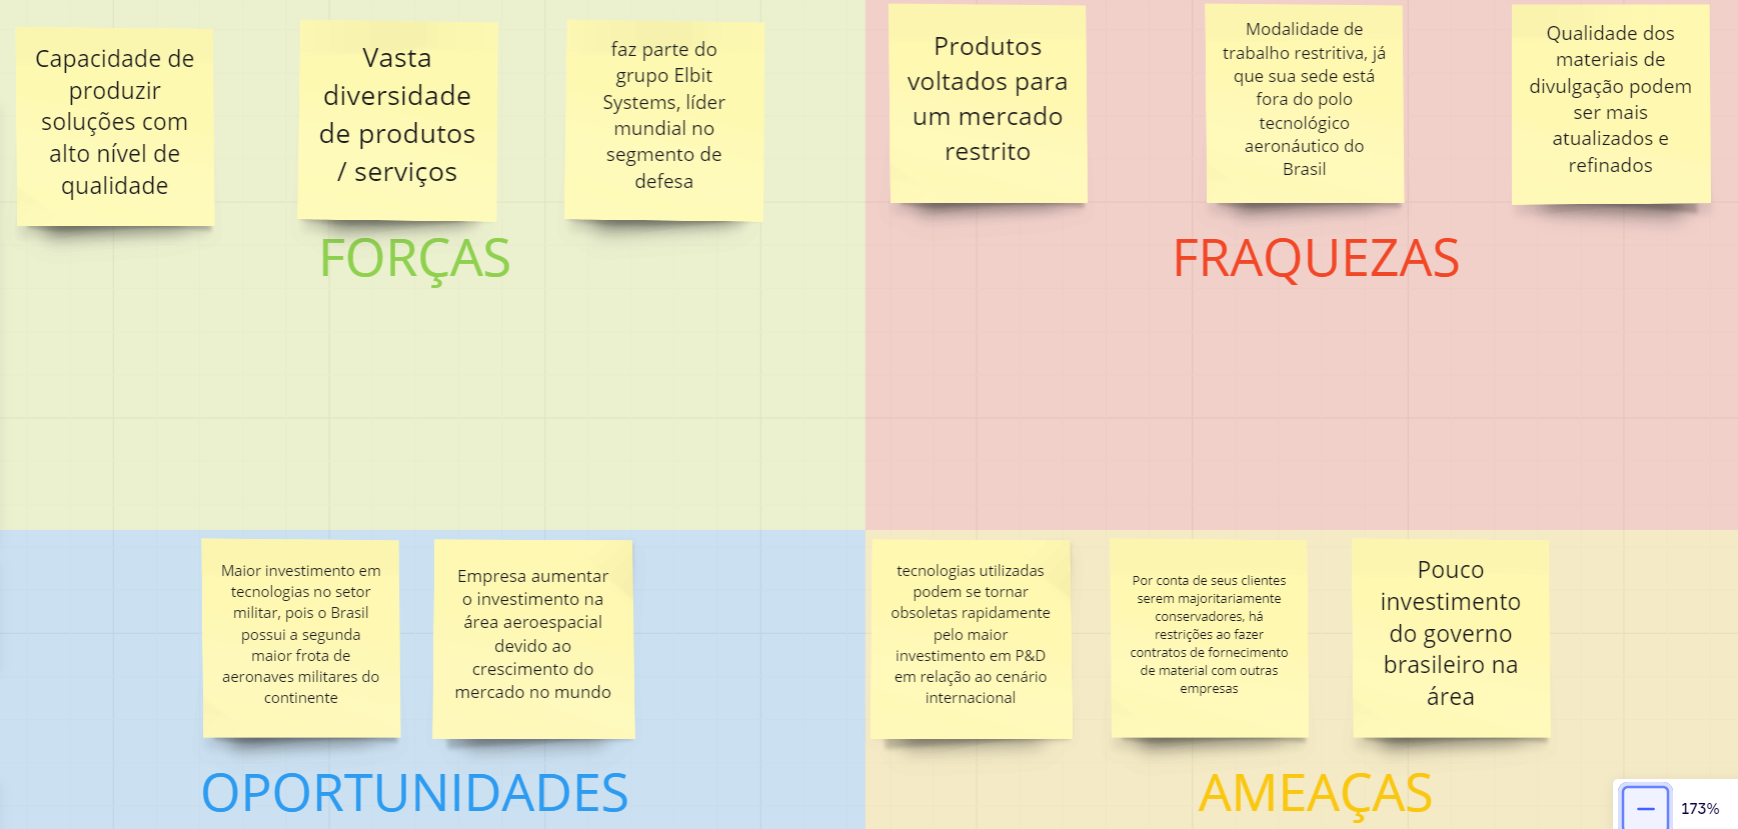 Capacidade de
produzir
soluções com
alto nível de
qualidade
Vasta
diversidade
de produtos
/ serviços
faz parte do
grupo Elbit
Systems, líder
mundial no
segmento de
defesa
FORÇAS
Produtos
voltados para
um mercado
restrito
Modalidade de
trabalho restritiva, já
que sua sede está
fora do polo
tecnológico
aeronáutico do
Brasil
Qualidade dos
materiais de
divulgação podem
ser mais
atualizados e
refinados
FRAQUEZAS
Maior investimento em
tecnologias no setor
militar, pois o Brasil
possui a segunda
maior frota de
aeronaves militares do
continente
Empresa aumentar
o investimento na
área aeroespacial
devido ao
crescimento do
mercado no mundo
OPORTUNIDADES
tecnologias utilizadas
podem se tornar
obsoletas rapidamente
pelo maior
investimento em P&D
em relação ao cenário
internacional
Por conta de seus clientes
serem majoritariamente
conservadores, há
restrições ao fazer
contratos de fornecimento
de material com outras
empresas
Pouco
investimento
do governo
brasileiro na
área
AMEAÇAS
173%